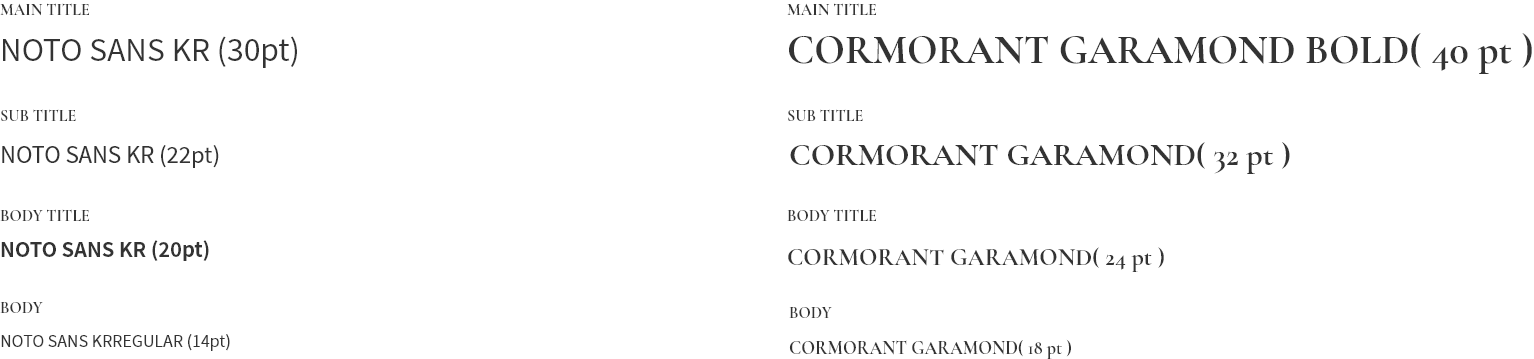 MAIN TITLE
NOTO SANS KR (30pt)
SUB TITLE
NOTO SANS KR (22pt)
BODY TITLE
NOTO SANS KR (20pt)
BODY
NOTO SANS KRREGULAR (14pt)
MAIN TITLE
CORMORANT GARAMOND BOLD( 40 pt )
SUB TITLE
CORMORANT GARAMOND( 32 pt )
BODY TITLE
CORMORANT GARAMOND( 24 pt )
BODY
CORMORANT GARAMOND( 18 pt )